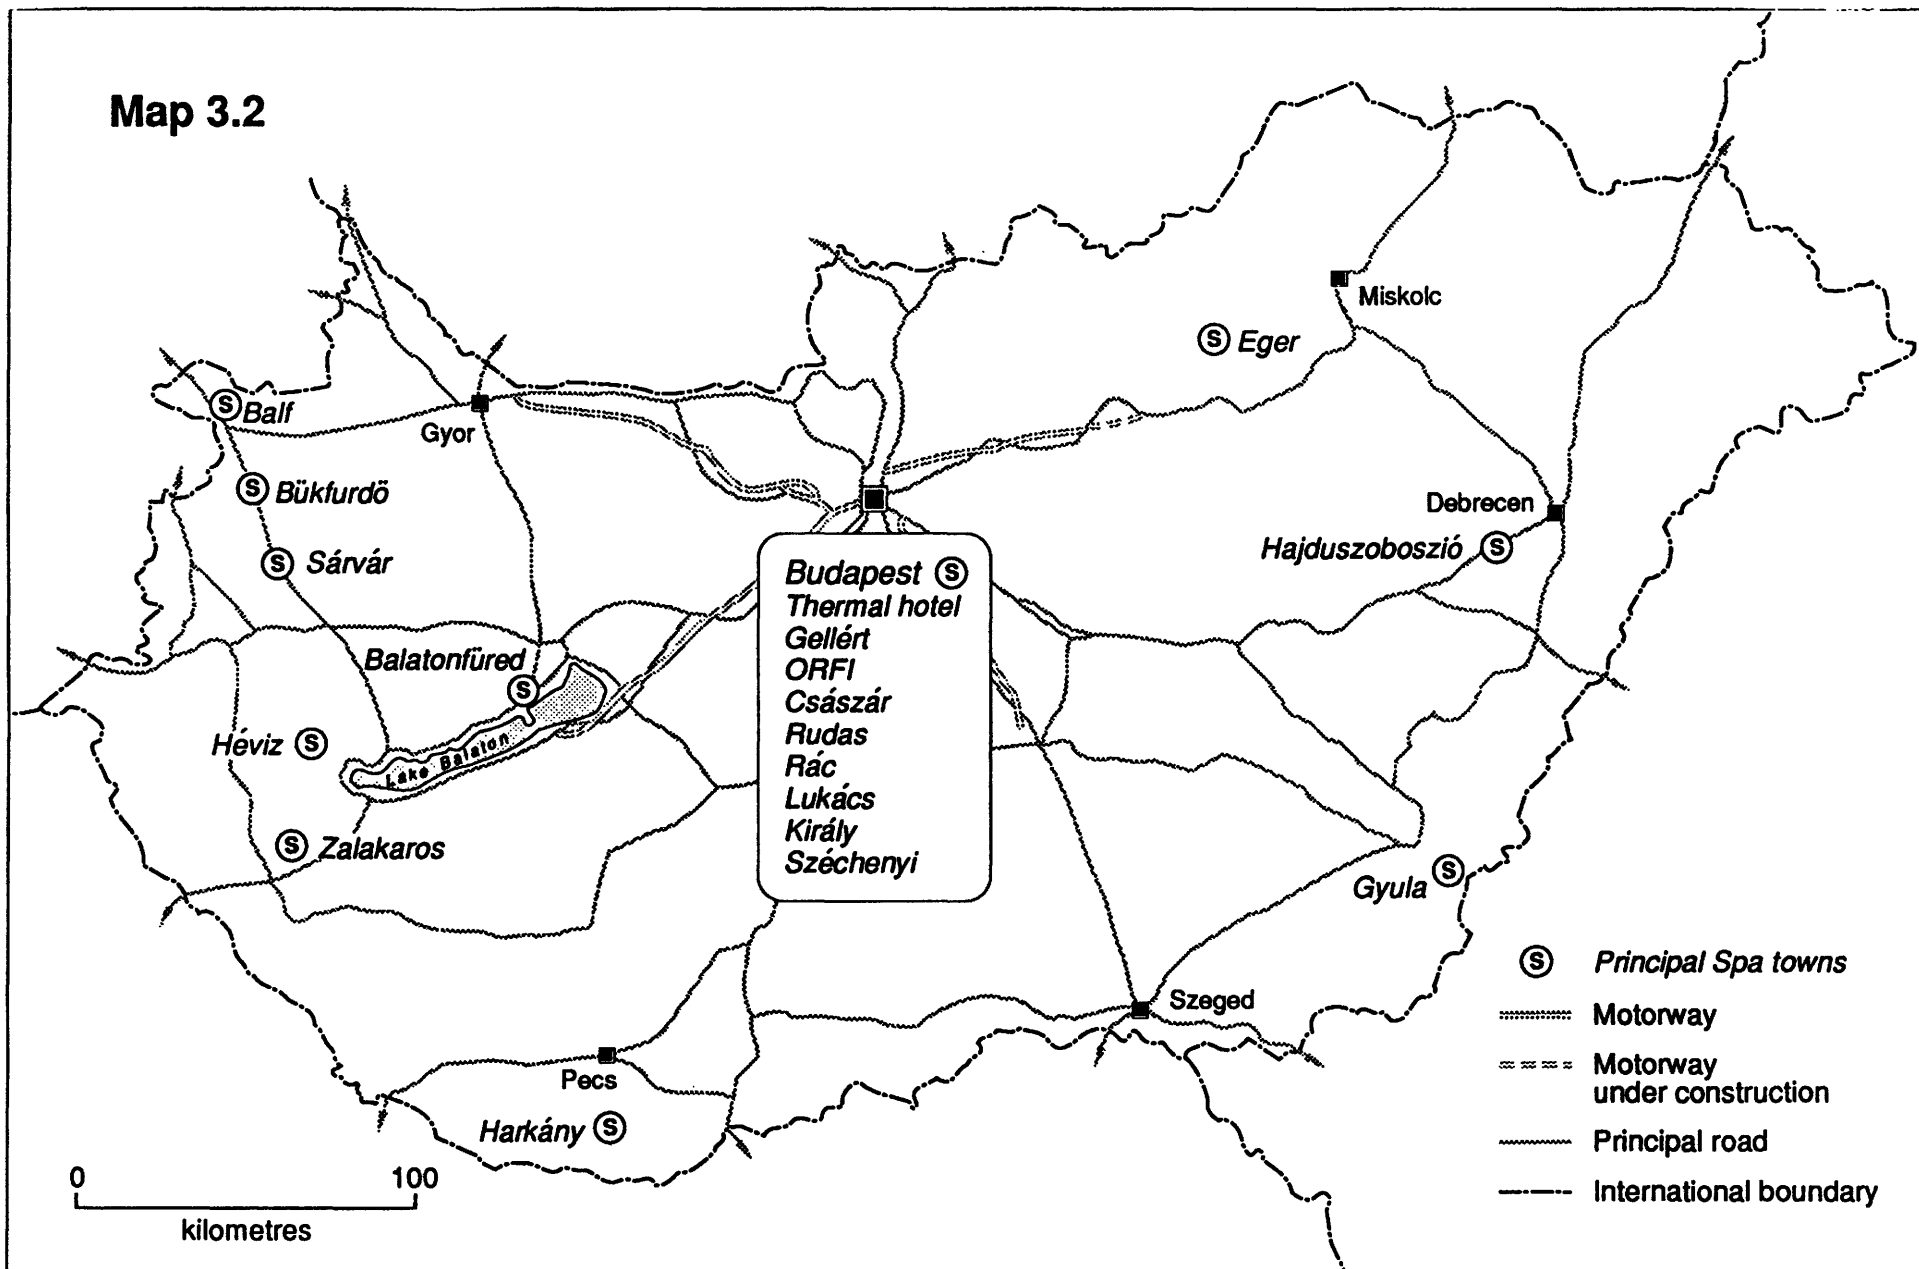 Map 3.2
Miskolc
S Eger
S Balf
Gyor
S Bükfurdö
Debrecen
Hajduszoboszió S
S Sárvár
Budapest S
Thermal hotel
Gellért
ORFI
Császár
Rudas
Rác
Lukács
Király
Széchenyi
Balatonfüred
S
Héviz S
Lake Balaton
S Zalakaros
Gyula S
Szeged
Pecs
Harkány S
S Principal Spa towns
Motorway
Motorway
under construction
Principal road
International boundary
0 100
kilometres